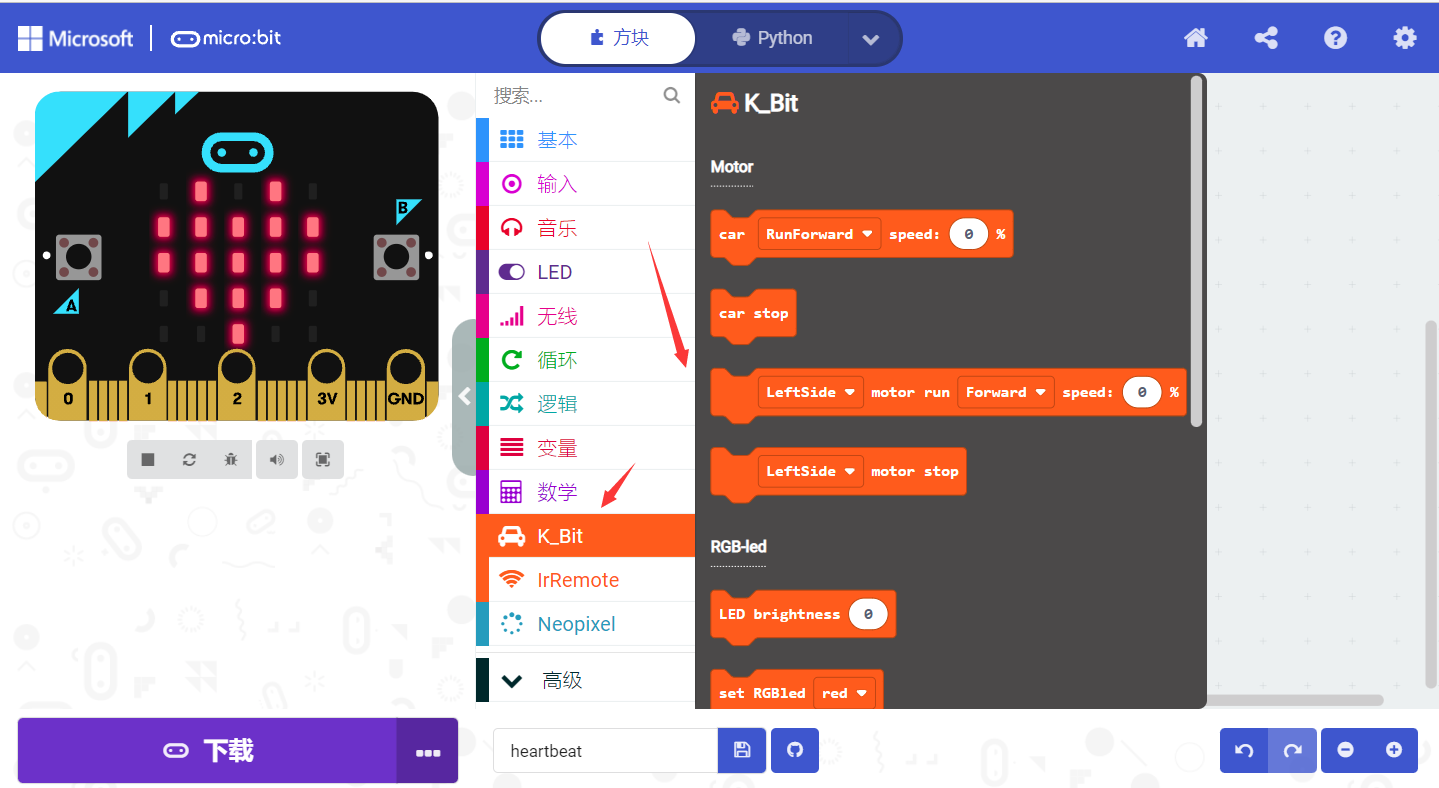 Microsoft
micro:bit
方块
Python
搜索...
基本
输入
音乐
LED
无线
循环
逻辑
变量
数学
K_Bit
IrRemote
Neopixel
高级
K_Bit
Motor
car RunForward speed: 0 %
car stop
LeftSide motor run Forward speed: 0 %
LeftSide motor stop
RGB-led
LED brightness 0
set RGBled red
B
A
0 1 2 3V GND
下载
heartbeat